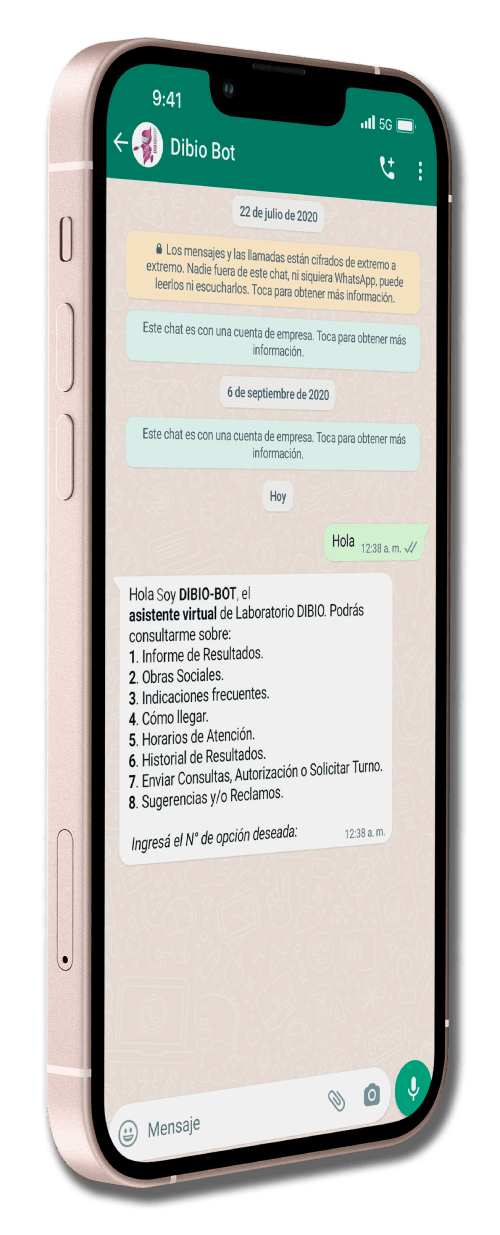 9:41
5G
Dibio Bot
22 de julio de 2020
Los mensajes y las llamadas están cifrados de extremo a
extremo. Nadie fuera de este chat, ni siquiera WhatsApp, puede
leerlos ni escucharlos. Toca para obtener más información.
Este chat es con una cuenta de empresa. Toca para obtener más
información.
6 de septiembre de 2020
Este chat es con una cuenta de empresa. Toca para obtener más
información.
Hoy
Hola 12:38 a. m.
Hola Soy DIBIO-BOT, el
asistente virtual de Laboratorio DIBIO. Podrás
consultarme sobre:
1. Informe de Resultados.
2. Obras Sociales.
3. Indicaciones frecuentes.
4. Cómo llegar.
5. Horarios de Atención.
6. Historial de Resultados.
7. Enviar Consultas, Autorización o Solicitar Turno.
8. Sugerencias y/o Reclamos.
Ingresá el N° de opción deseada: 12:38 a. m.
Mensaje